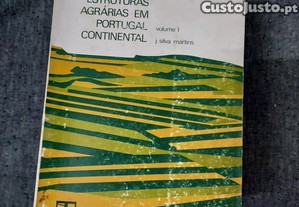 ESTRUTURAS
AGRÁRIAS EM
PORTUGAL
CONTINENTAL
volume I
j silva martins
CustoJusto.pt